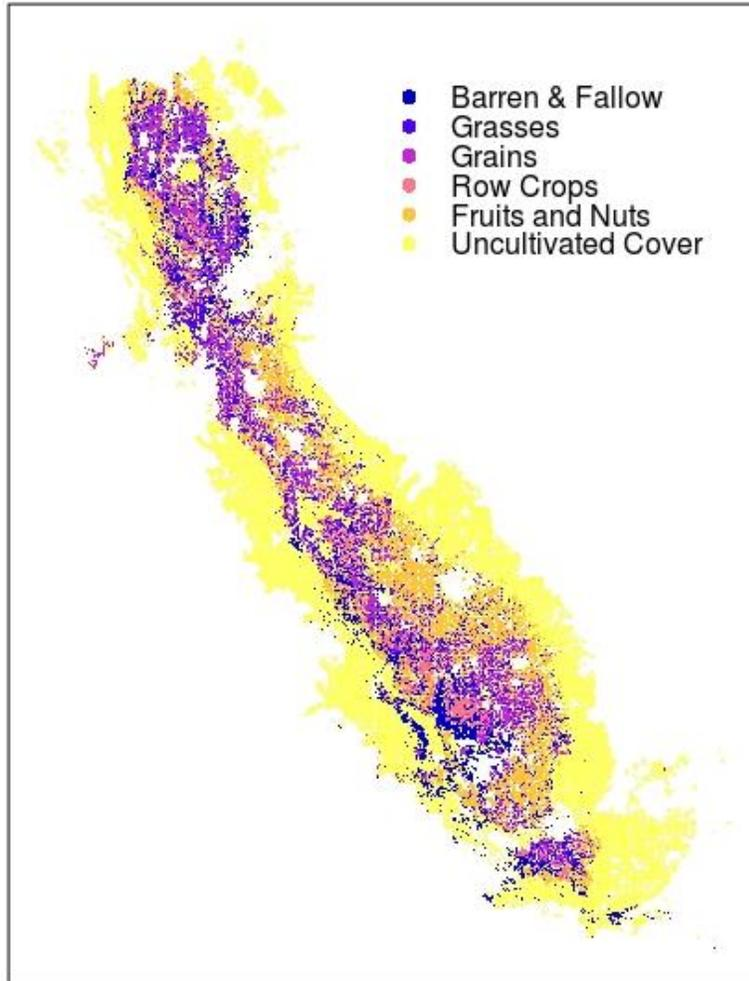 Barren & Fallow
Grasses
Grains
Row Crops
Fruits and Nuts
Uncultivated Cover